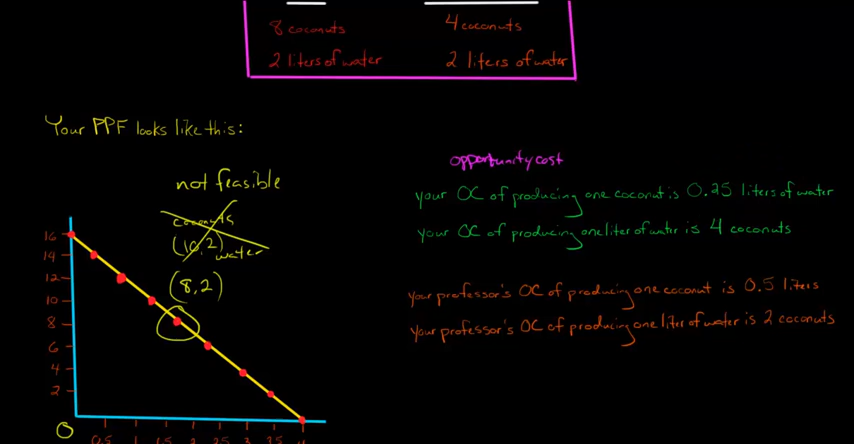 8 coconuts
4 coconuts
2 liters of water
2 liters of water
Your PPF looks like this:
opportunity cost
not feasible
your OC of producing one coconut is 0.25 liters of water
coconuts
your OC of producing one liter of water is 4 coconuts
(10,2)
water
(8,2)
your professor's OC of producing one coconut is 0.5 liters
your professor's OC of producing one liter of water is 2 coconuts
16
14
12
10
8
6
4
2
0
0.5 1 1.5 2 2.5 3 3.5 4